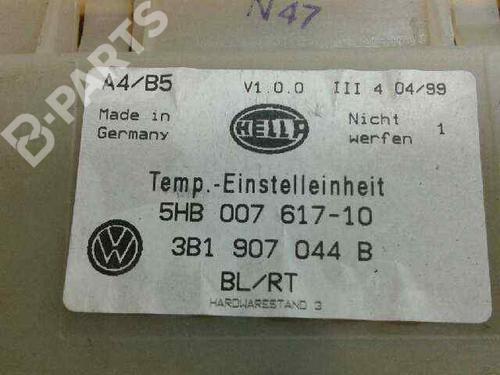 N47
A4/B5 V1.0.0 III 4 04/99
Made in Germany
HELLA
Nicht werfen 1
Temp.-Einstelleinheit
5HB 007 617-10
3B1 907 044 B
BL/RT
HARDWARESTAND 3
B-PARTS